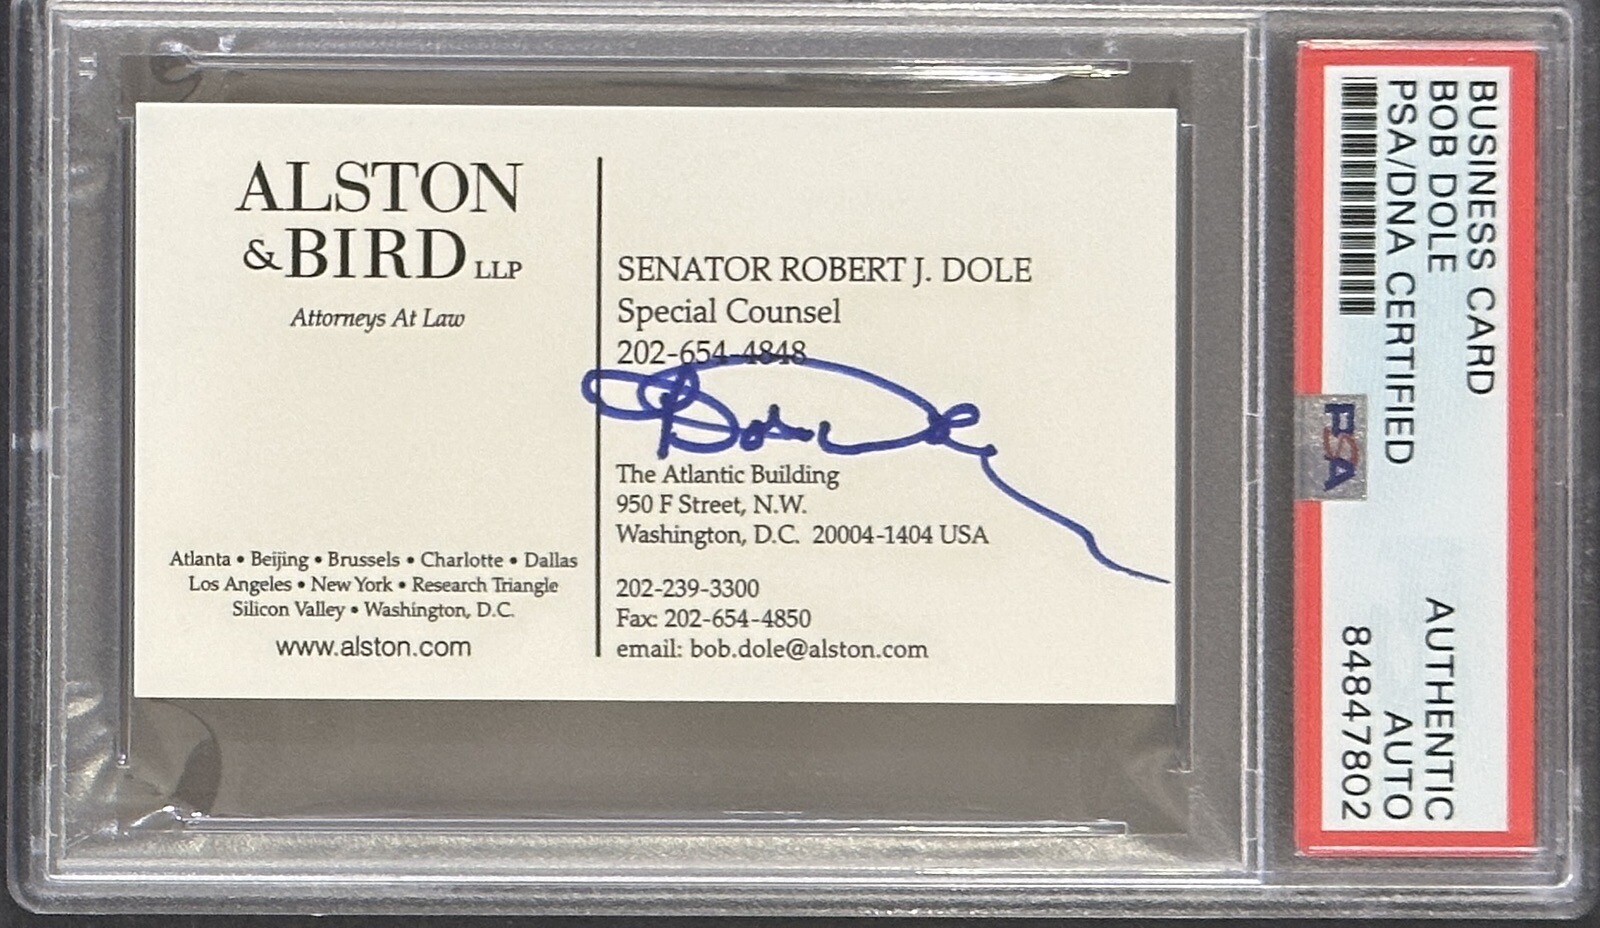 ALSTON
&BIRD LLP
Attorneys At Law
Atlanta • Beijing • Brussels • Charlotte • Dallas
Los Angeles • New York • Research Triangle
Silicon Valley • Washington, D.C.
www.alston.com
SENATOR ROBERT J. DOLE
Special Counsel
202-654-4848
Bob Dole
The Atlantic Building
950 F Street, N.W.
Washington, D.C. 20004-1404 USA
202-239-3300
Fax: 202-654-4850
email: bob.dole@alston.com
BUSINESS CARD
BOB DOLE AUTHENTIC
PSA/DNA CERTIFIED AUTO
84847802
PSA